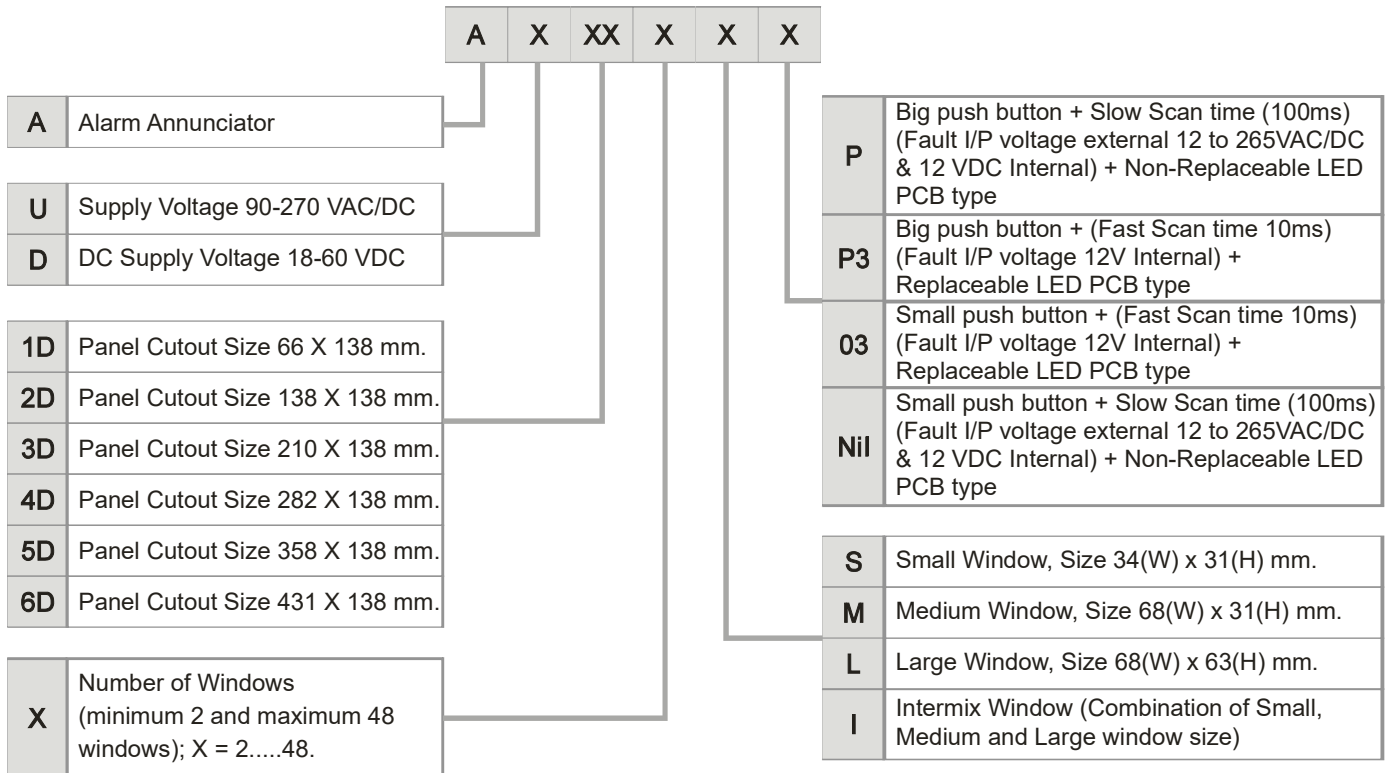 A X XX X X X
A Alarm Annunciator
U Supply Voltage 90-270 VAC/DC
D DC Supply Voltage 18-60 VDC
1D Panel Cutout Size 66 X 138 mm.
2D Panel Cutout Size 138 X 138 mm.
3D Panel Cutout Size 210 X 138 mm.
4D Panel Cutout Size 282 X 138 mm.
5D Panel Cutout Size 358 X 138 mm.
6D Panel Cutout Size 431 X 138 mm.
X
Number of Windows
(minimum 2 and maximum 48
windows); X = 2.....48.
P
Big push button + Slow Scan time (100ms)
(Fault I/P voltage external 12 to 265VAC/DC
& 12 VDC Internal) + Non-Replaceable LED
PCB type
P3
Big push button + (Fast Scan time 10ms)
(Fault I/P voltage 12V Internal) +
Replaceable LED PCB type
03
Small push button + (Fast Scan time 10ms)
(Fault I/P voltage 12V Internal) +
Replaceable LED PCB type
Nil
Small push button + Slow Scan time (100ms)
(Fault I/P voltage external 12 to 265VAC/DC
& 12 VDC Internal) + Non-Replaceable LED
PCB type
S Small Window, Size 34(W) x 31(H) mm.
M Medium Window, Size 68(W) x 31(H) mm.
L Large Window, Size 68(W) x 63(H) mm.
I
Intermix Window (Combination of Small,
Medium and Large window size)